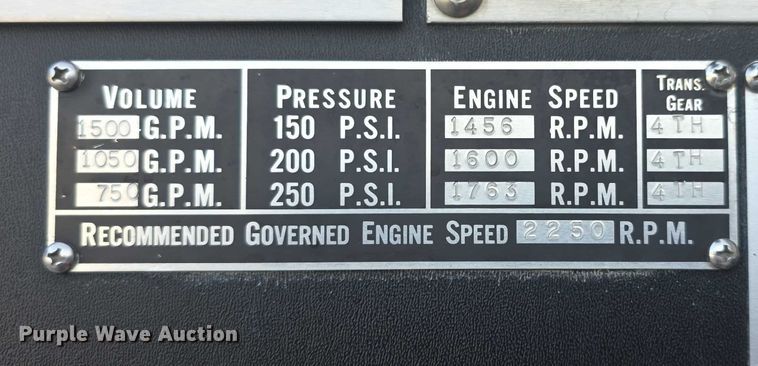 VOLUME PRESSURE ENGINE SPEED TRANS. GEAR
1500 G.P.M. 150 P.S.I. 1456 R.P.M. 4TH
1050 G.P.M. 200 P.S.I. 1600 R.P.M. 4TH
750 G.P.M. 250 P.S.I. 1763 R.P.M. 4TH
RECOMMENDED GOVERNED ENGINE SPEED 2250 R.P.M.
Purple Wave Auction